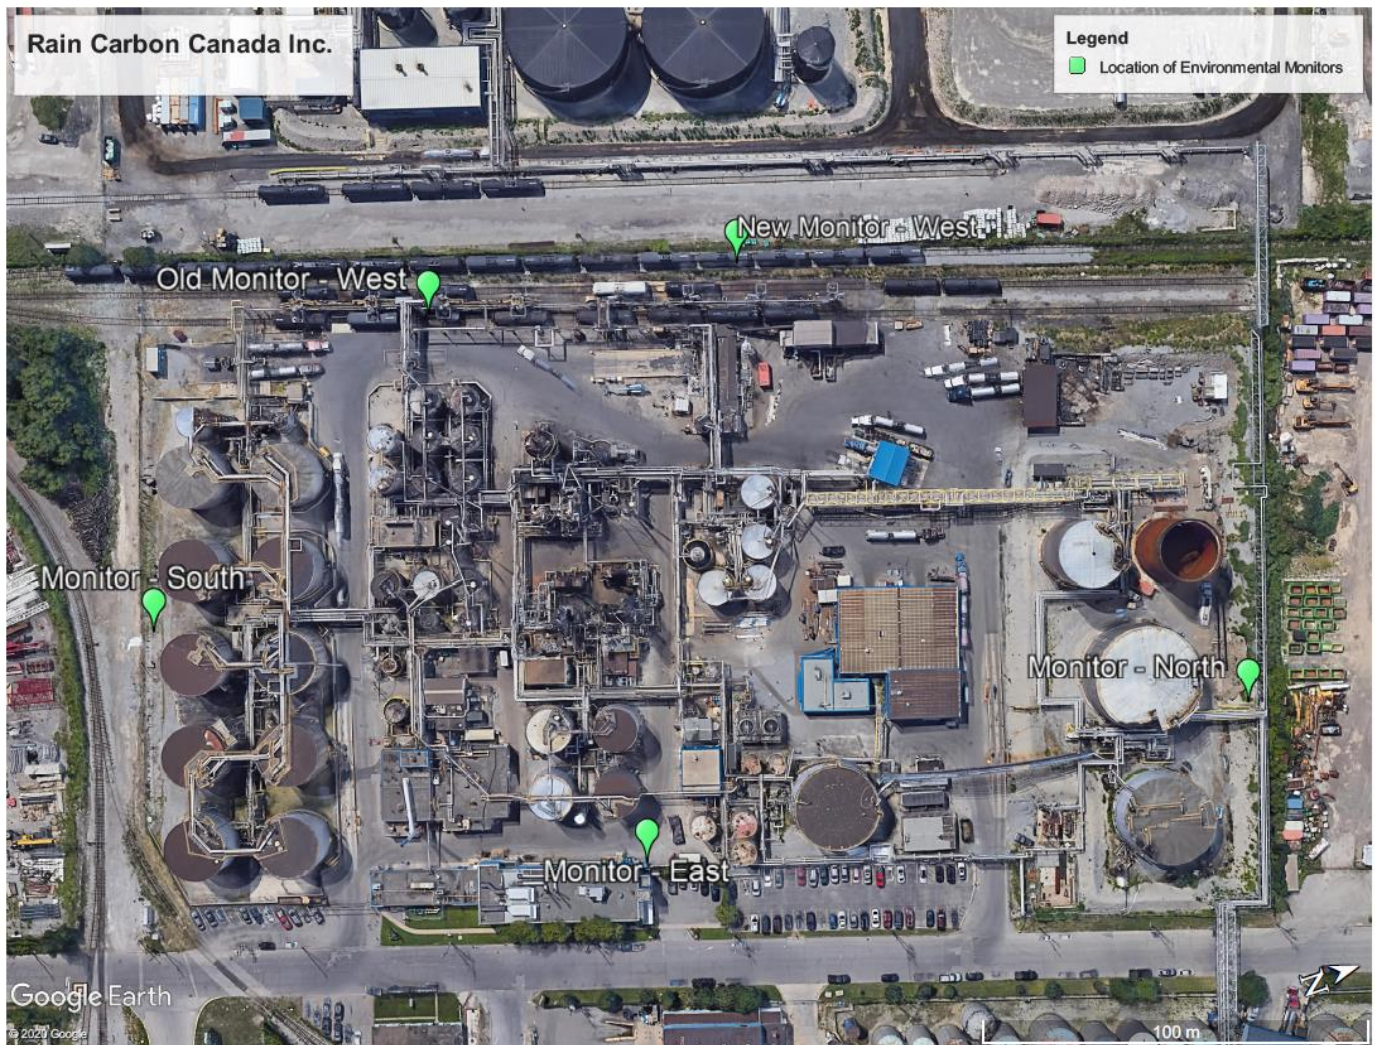 Rain Carbon Canada Inc.
Legend
Location of Environmental Monitors
New Monitor - West
Old Monitor - West
Monitor - South
Monitor - North
Monitor - East
Google Earth
© 2020 Google
N
100 m